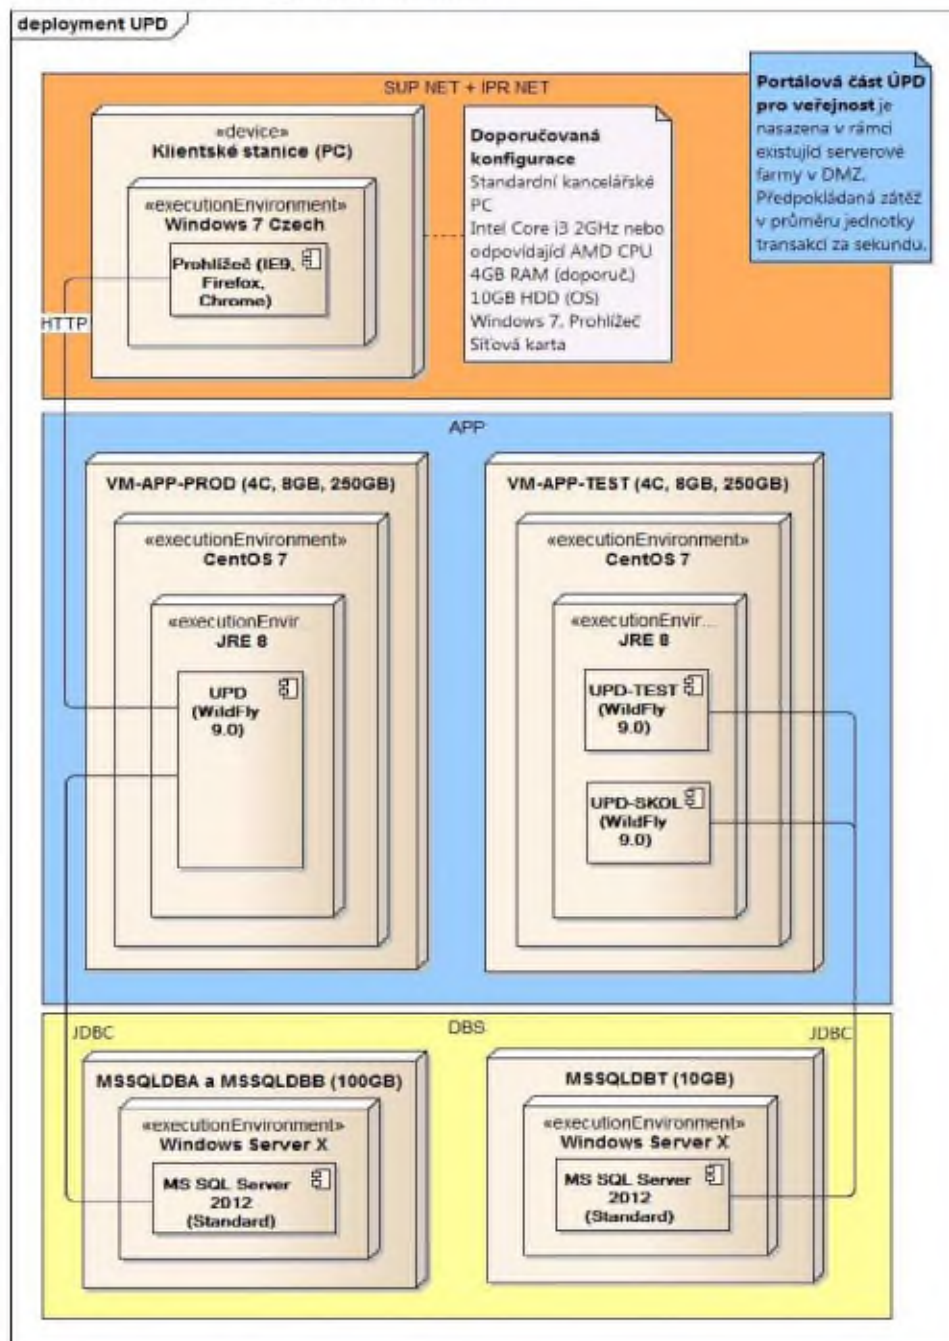 deployment UPD
SUP NET + IPR NET
«device»
Klientské stanice (PC)
«executionEnvironment»
Windows 7 Czech
Prohlížeč (IE9,
Firefox,
Chrome)
HTTP
Doporučovaná
konfigurace
Standardní kancelářské
PC
Intel Core i3 2GHz nebo
odpovídající AMD CPU
4GB RAM (doporuč.)
10GB HDD (OS)
Windows 7, Prohlížeč
Síťová karta
Portálová část ÚPD
pro veřejnost je
nasazena v rámci
existující serverové
farmy v DMZ.
Předpokládaná zátěž
v průměru jednotky
transakcí za sekundu.
APP
VM-APP-PROD (4C, 8GB, 250GB)
«executionEnvironment»
CentOS 7
«executionEnvir
JRE 8
UPD
(WildFly
9.0)
VM-APP-TEST (4C, 8GB, 250GB)
«executionEnvironment»
CentOS 7
«executionEnvir...
JRE 8
UPD-TEST
(WildFly
9.0)
UPD-SKOL
(WildFly
9.0)
DBS
JDBC
JDBC
MSSQLDBA a MSSQLDBB (100GB)
«executionEnvironment»
Windows Server X
MS SQL Server
2012
(Standard)
MSSQLDBT (10GB)
«executionEnvironment»
Windows Server X
MS SQL Server
2012
(Standard)